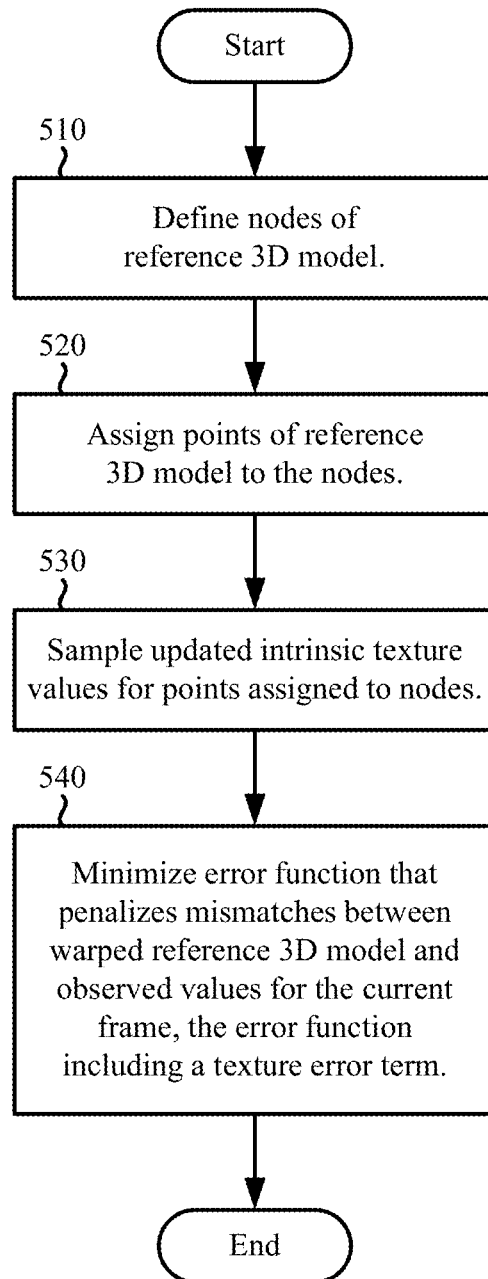 Start
510
Define nodes of
reference 3D model.
520
Assign points of reference
3D model to the nodes.
530
Sample updated intrinsic texture
values for points assigned to nodes.
540
Minimize error function that
penalizes mismatches between
warped reference 3D model and
observed values for the current
frame, the error function
including a texture error term.
End